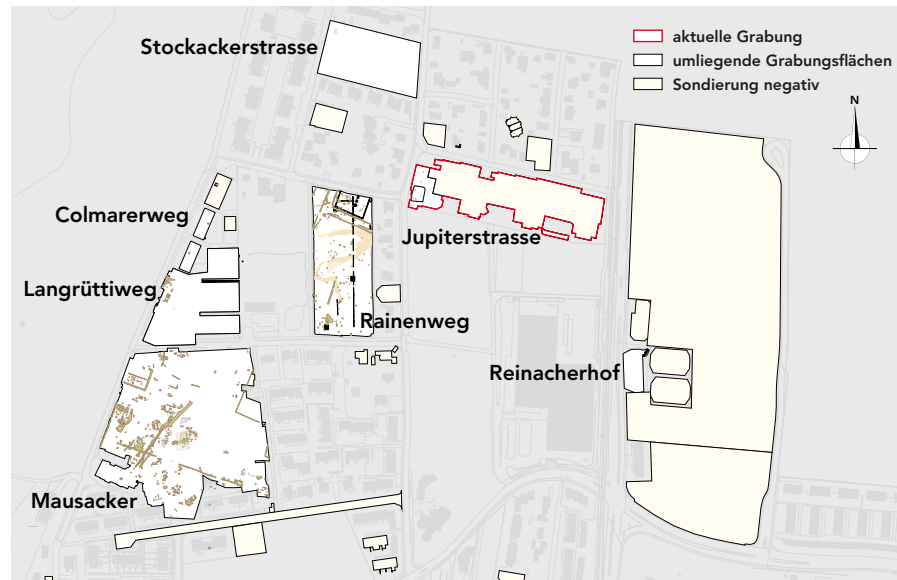 Stockackerstrasse
aktuelle Grabung
umliegende Grabungsflächen
Sondierung negativ
N
Colmarerweg
Jupiterstrasse
Langrüttiweg
Rainenweg
Reinacherhof
Mausacker